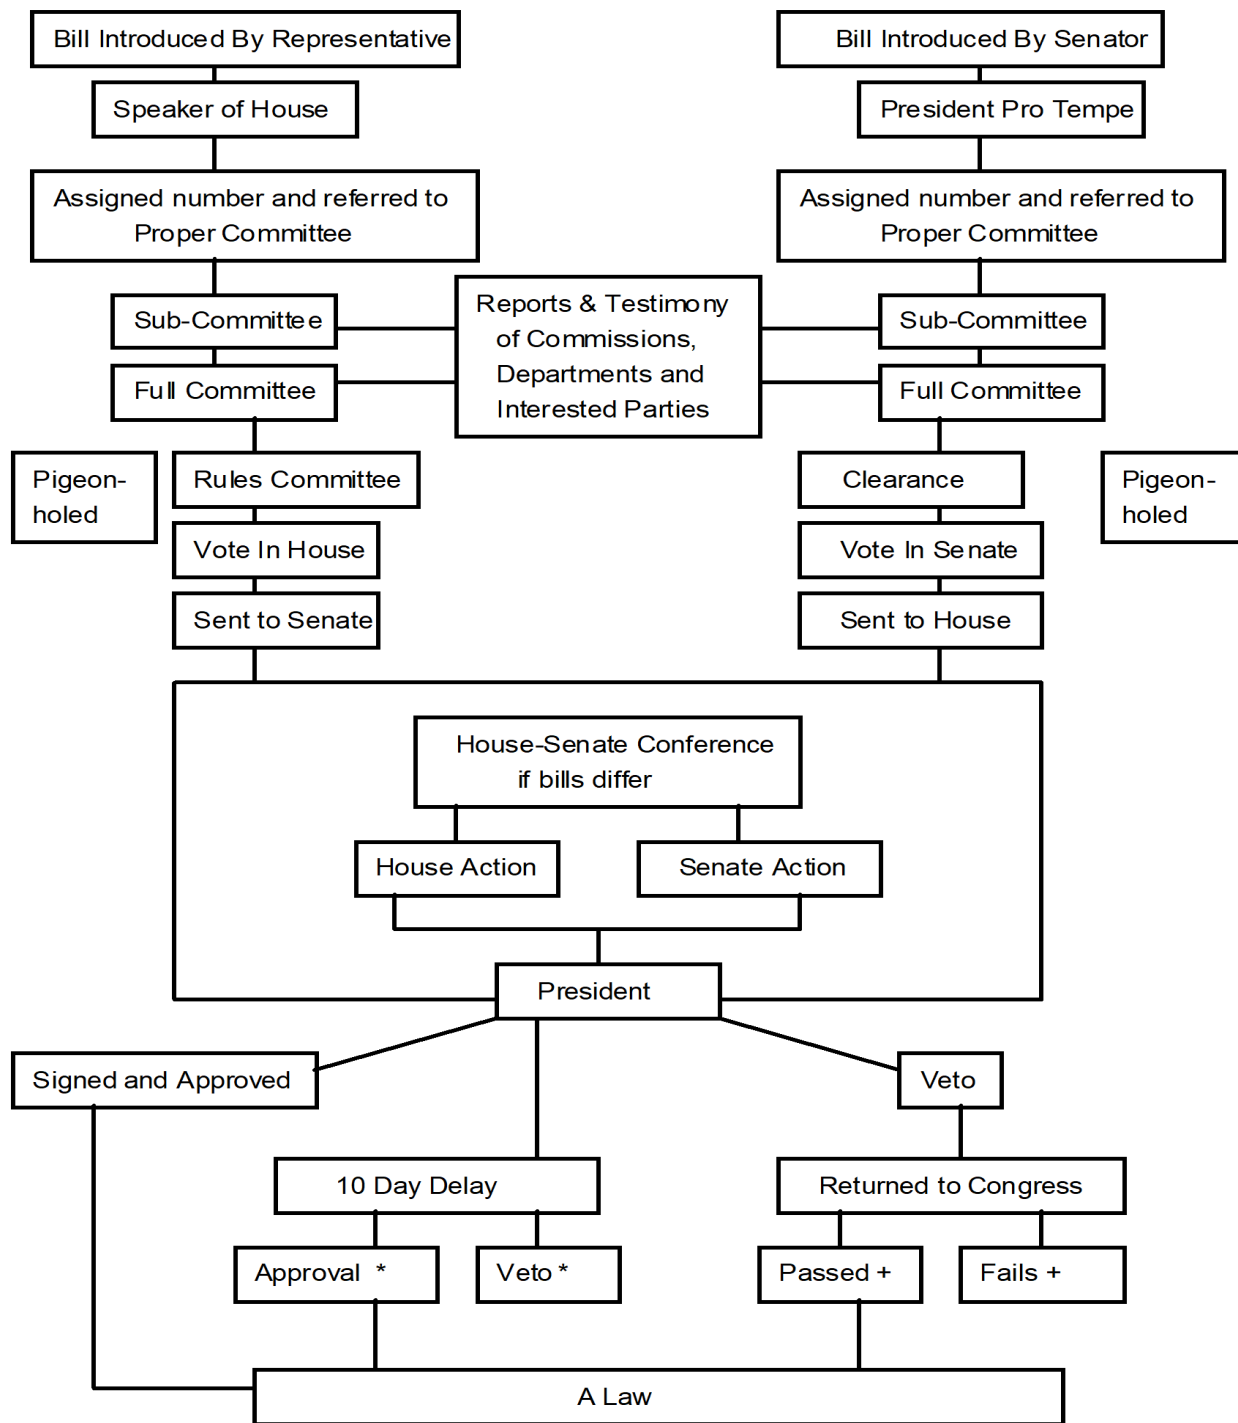 Bill Introduced By Representative
Bill Introduced By Senator
Speaker of House
President Pro Tempe
Assigned number and referred to
Proper Committee
Assigned number and referred to
Proper Committee
Reports & Testimony
of Commissions,
Departments and
Interested Parties
Sub-Committee
Sub-Committee
Full Committee
Full Committee
Pigeon-
holed
Rules Committee
Clearance
Pigeon-
holed
Vote In House
Vote In Senate
Sent to Senate
Sent to House
House-Senate Conference
if bills differ
House Action
Senate Action
President
Signed and Approved
Veto
10 Day Delay
Returned to Congress
Approval *
Veto *
Passed +
Fails +
A Law